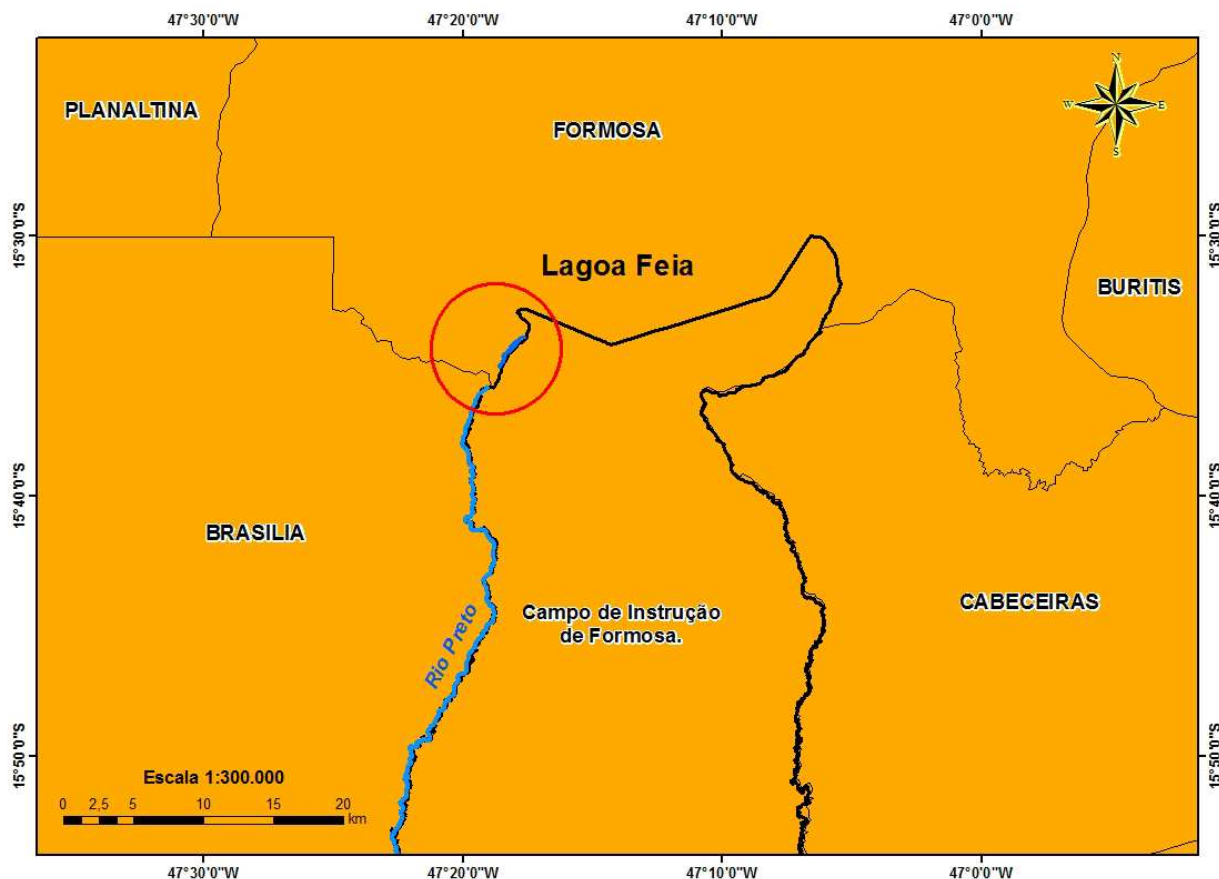 47°30'0"W 47°20'0"W 47°10'0"W 47°0'0"W
N
W E
S
PLANALTINA
FORMOSA
15°30'0"S 15°30'0"S
Lagoa Feia
BURITIS
15°40'0"S 15°40'0"S
BRASILIA
CABECEIRAS
Campo de Instrução
de Formosa.
Rio Preto
15°50'0"S 15°50'0"S
Escala 1:300.000
0 2,5 5 10 15 20
km
47°30'0"W 47°20'0"W 47°10'0"W 47°0'0"W